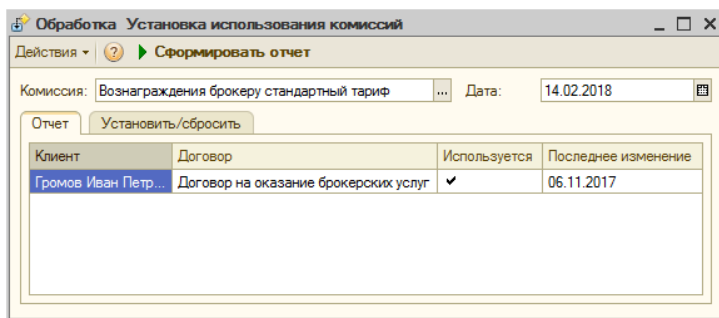 Обработка Установка использования комиссий
Действия ? Сформировать отчет
Комиссия: Вознаграждения брокеру стандартный тариф ... Дата: 14.02.2018
Отчет Установить/сбросить
Клиент Договор Используется Последнее изменение
Громов Иван Петр... Договор на оказание брокерских услуг ✔ 06.11.2017